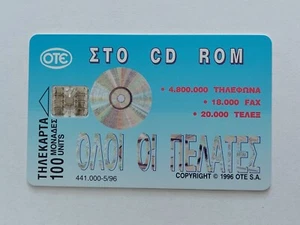 OTE
ΣΤΟ CD ROM
• 4.800.000 ΤΗΛΕΦΩΝΑ
• 18.000 FAX
• 20.000 ΤΕΛΕΞ
ΟΛΟΙ ΟΙ ΠΕΛΑΤΕΣ
ΤΗΛΕΚΑΡΤΑ
100 ΜΟΝΑΔΕΣ
UNITS
441.000-5/96
COPYRIGHT © 1996 OTE S.A.